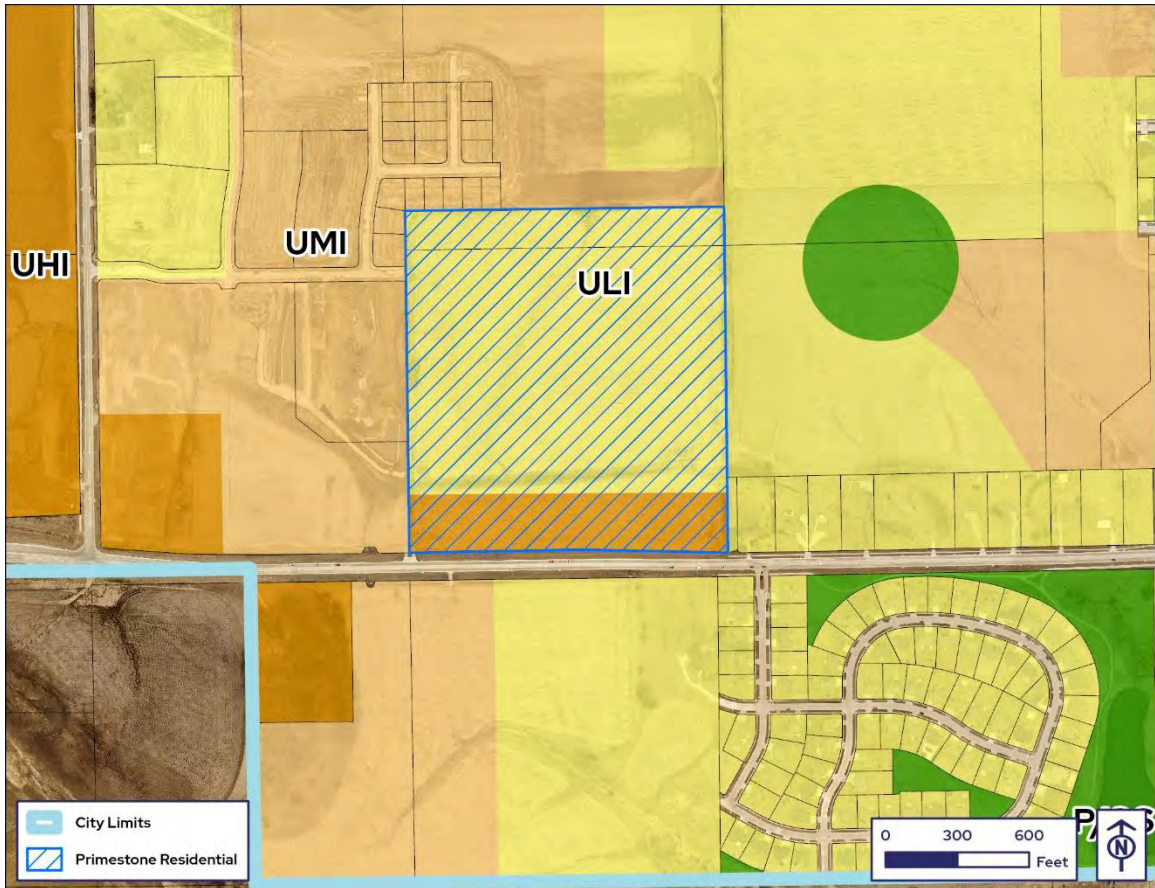 UHI
UMI
ULI
City Limits
Primestone Residential
0 300 600
Feet
N